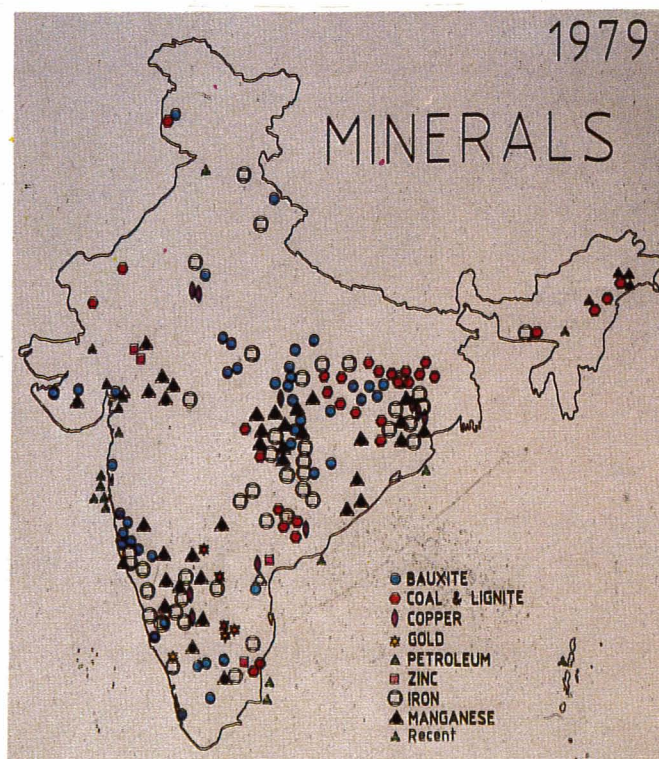 1979
MINERALS
BAUXITE
COAL & LIGNITE
COPPER
GOLD
PETROLEUM
ZINC
IRON
MANGANESE
Recent